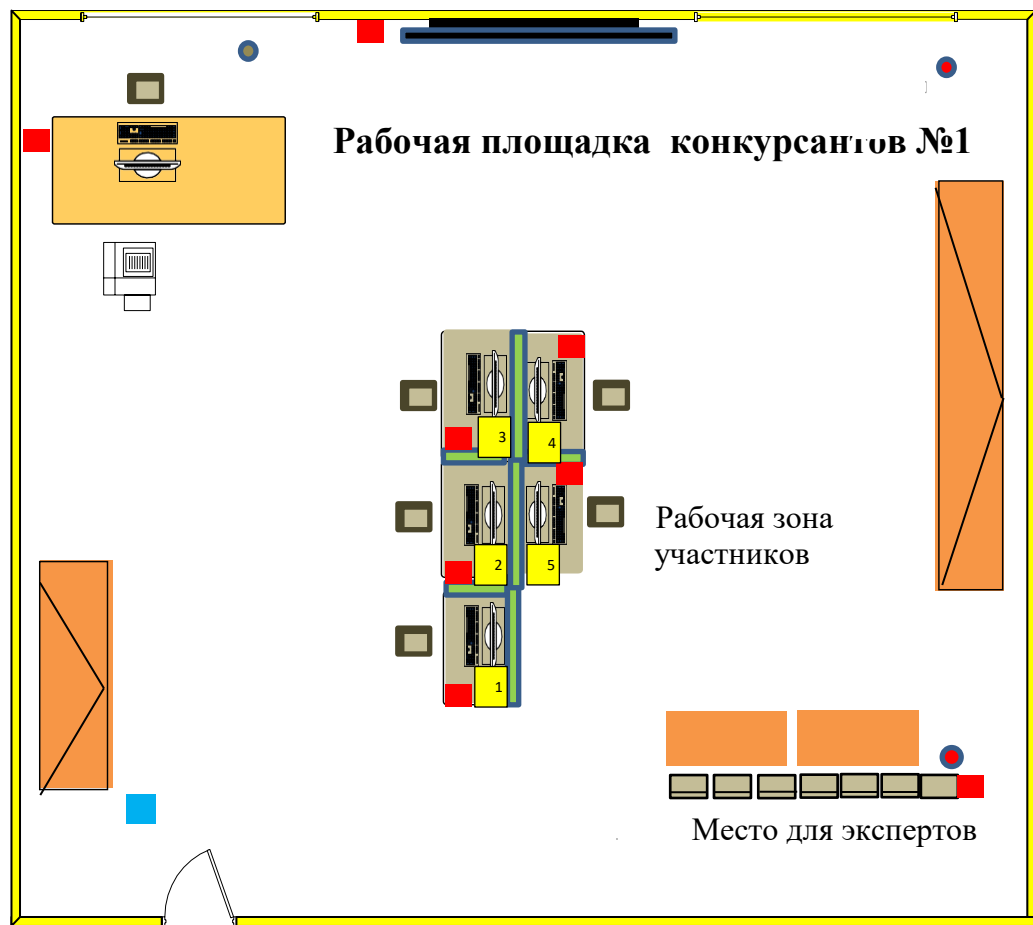 Рабочая площадка конкурсантов №1
3
4
Рабочая зона
участников
2
5
1
Место для экспертов